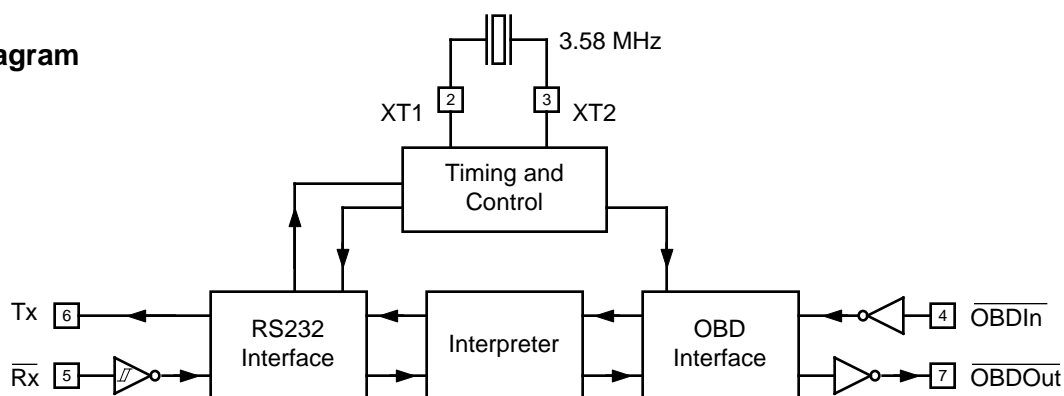 agram
3.58 MHz
2
3
XT1
XT2
Timing and
Control
Tx
6
RS232
Interface
Interpreter
OBD
Interface
4
OBDIn
Rx
5
7
OBDOut